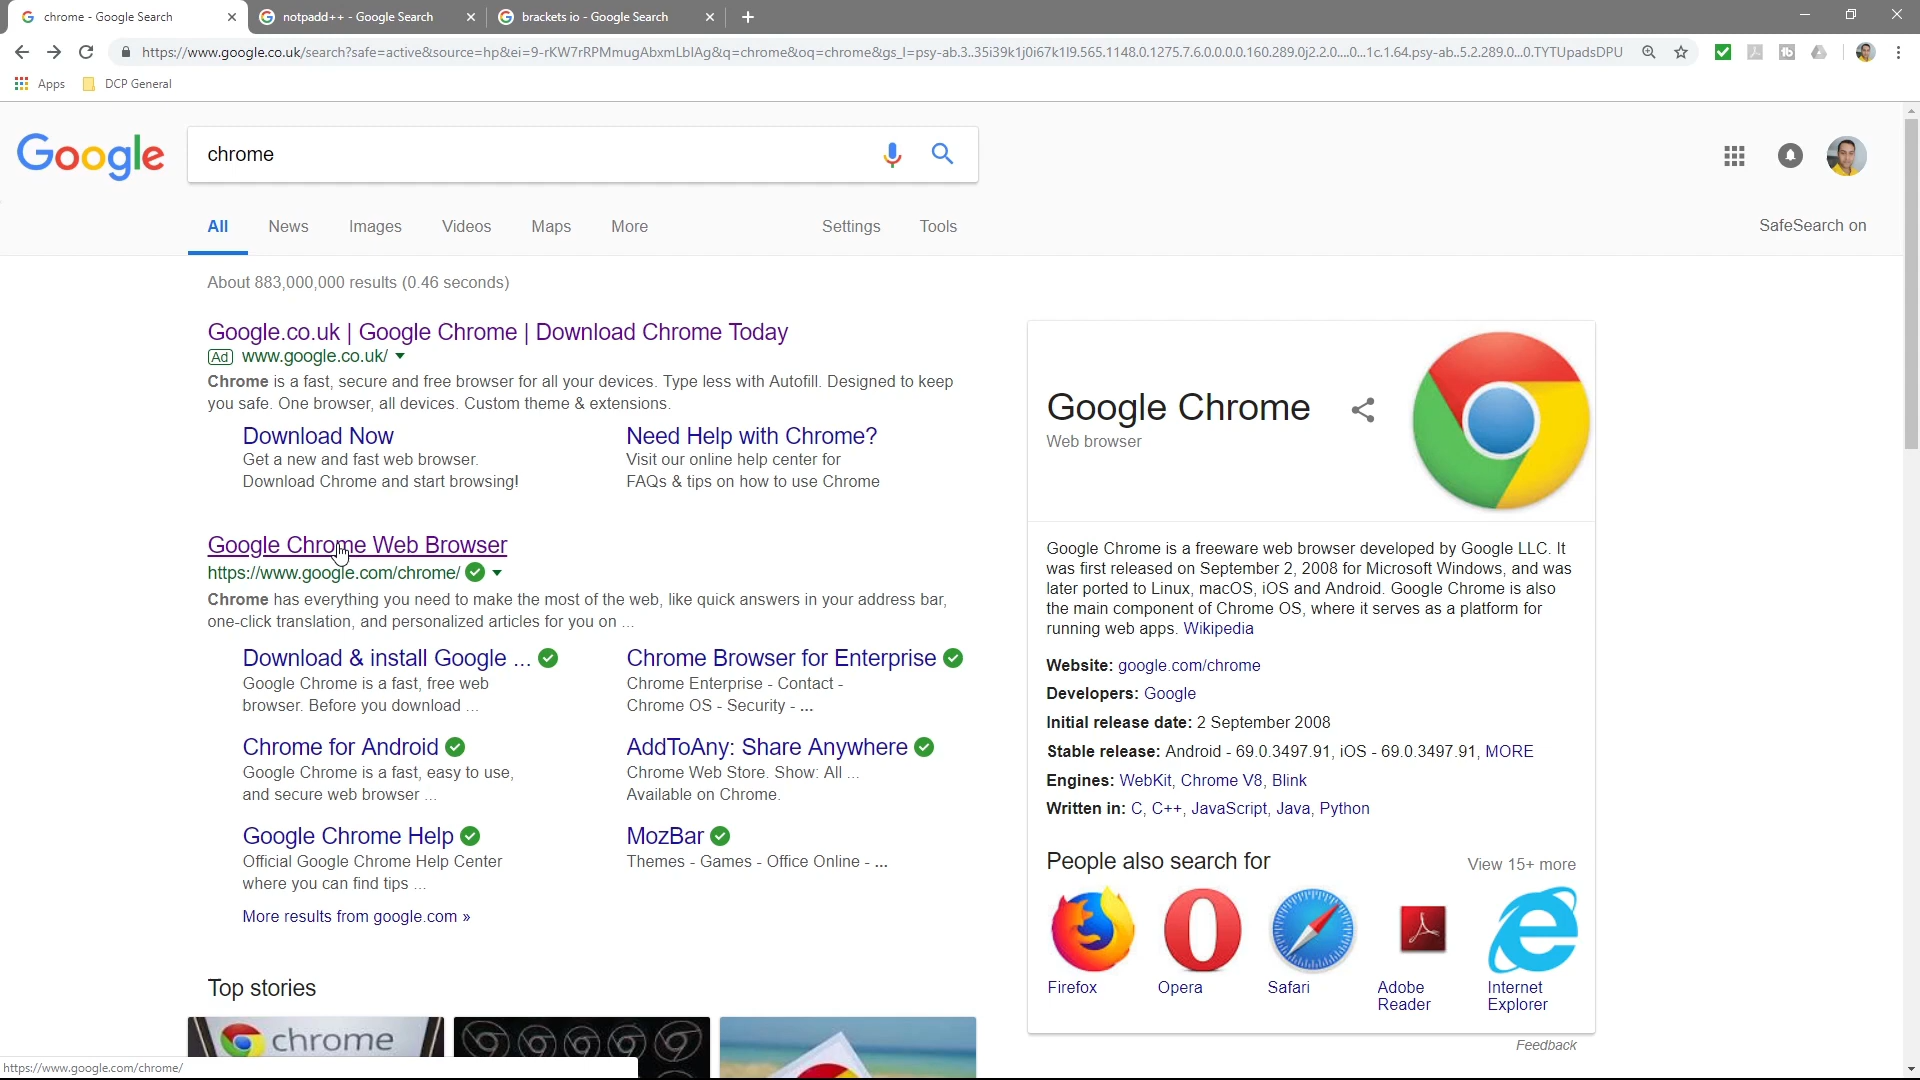 chrome - Google Search
notpadd++ - Google Search
brackets io - Google Search
https://www.google.co.uk/search?safe=active&source=hp&ei=9-rKW7rRPMmugAbxmLbIAg&q=chrome&oq=chrome&gs_l=psy-ab.3..35i39k1j0i67k1l9.565.1148.0.1275.7.6.0.0.0.0.160.289.0j2.2.0....0...1c.1.64.psy-ab..5.2.289.0...0.TYTUpadsDPU
Apps
DCP General
Google
chrome
All
News
Images
Videos
Maps
More
Settings
Tools
SafeSearch on
About 883,000,000 results (0.46 seconds)
Google.co.uk | Google Chrome | Download Chrome Today
Ad www.google.co.uk/
Chrome is a fast, secure and free browser for all your devices. Type less with Autofill. Designed to keep
you safe. One browser, all devices. Custom theme & extensions.
Download Now
Get a new and fast web browser.
Download Chrome and start browsing!
Need Help with Chrome?
Visit our online help center for
FAQs & tips on how to use Chrome
Google Chrome Web Browser
https://www.google.com/chrome/
Chrome has everything you need to make the most of the web, like quick answers in your address bar,
one-click translation, and personalized articles for you on ...
Download & install Google ...
Google Chrome is a fast, free web
browser. Before you download ...
Chrome Browser for Enterprise
Chrome Enterprise - Contact -
Chrome OS - Security - ...
Chrome for Android
Google Chrome is a fast, easy to use,
and secure web browser ...
AddToAny: Share Anywhere
Chrome Web Store. Show: All ...
Available on Chrome.
Google Chrome Help
Official Google Chrome Help Center
where you can find tips ...
MozBar
Themes - Games - Office Online - ...
More results from google.com »
Top stories
chrome
Google Chrome
Web browser
Google Chrome is a freeware web browser developed by Google LLC. It
was first released on September 2, 2008 for Microsoft Windows, and was
later ported to Linux, macOS, iOS and Android. Google Chrome is also
the main component of Chrome OS, where it serves as a platform for
running web apps. Wikipedia
Website: google.com/chrome
Developers: Google
Initial release date: 2 September 2008
Stable release: Android - 69.0.3497.91, iOS - 69.0.3497.91, MORE
Engines: WebKit, Chrome V8, Blink
Written in: C, C++, JavaScript, Java, Python
People also search for
View 15+ more
Firefox
Opera
Safari
Adobe
Reader
Internet
Explorer
Feedback
https://www.google.com/chrome/